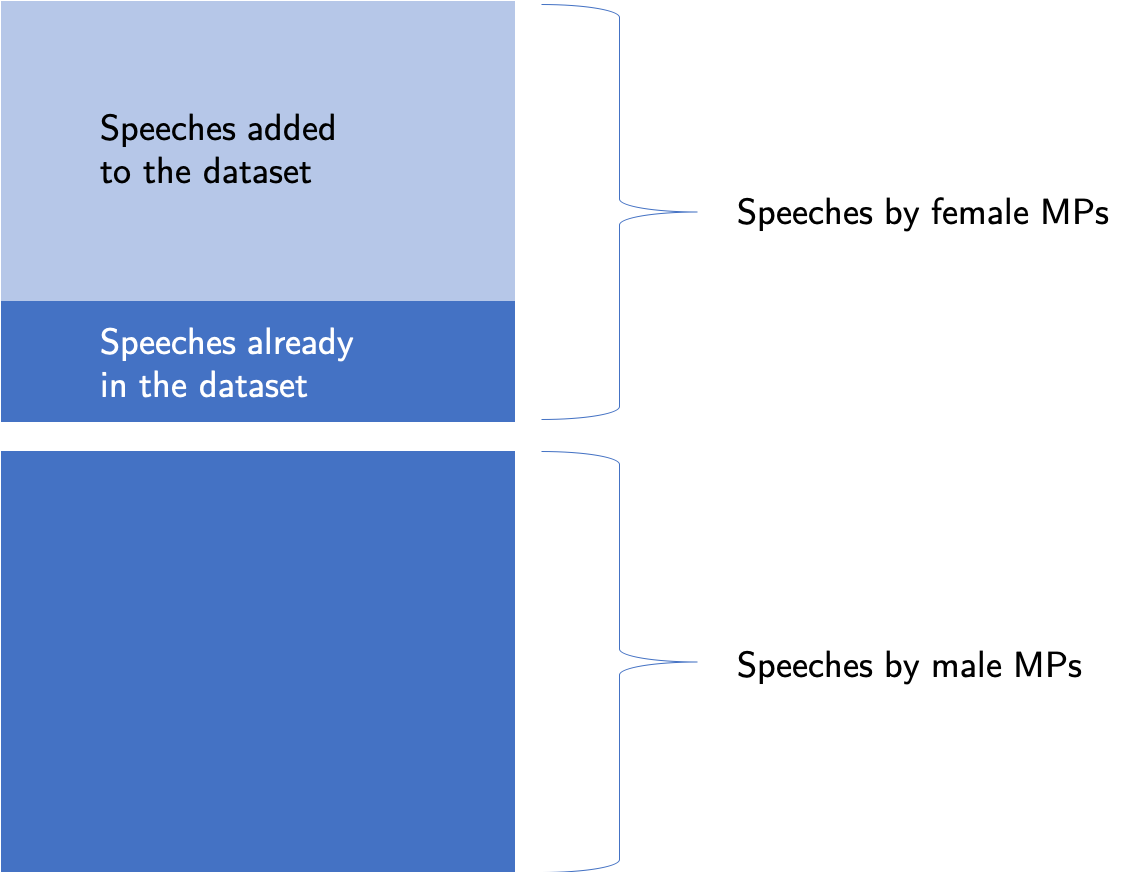 Speeches added
to the dataset
Speeches by female MPs
Speeches already
in the dataset
Speeches by male MPs